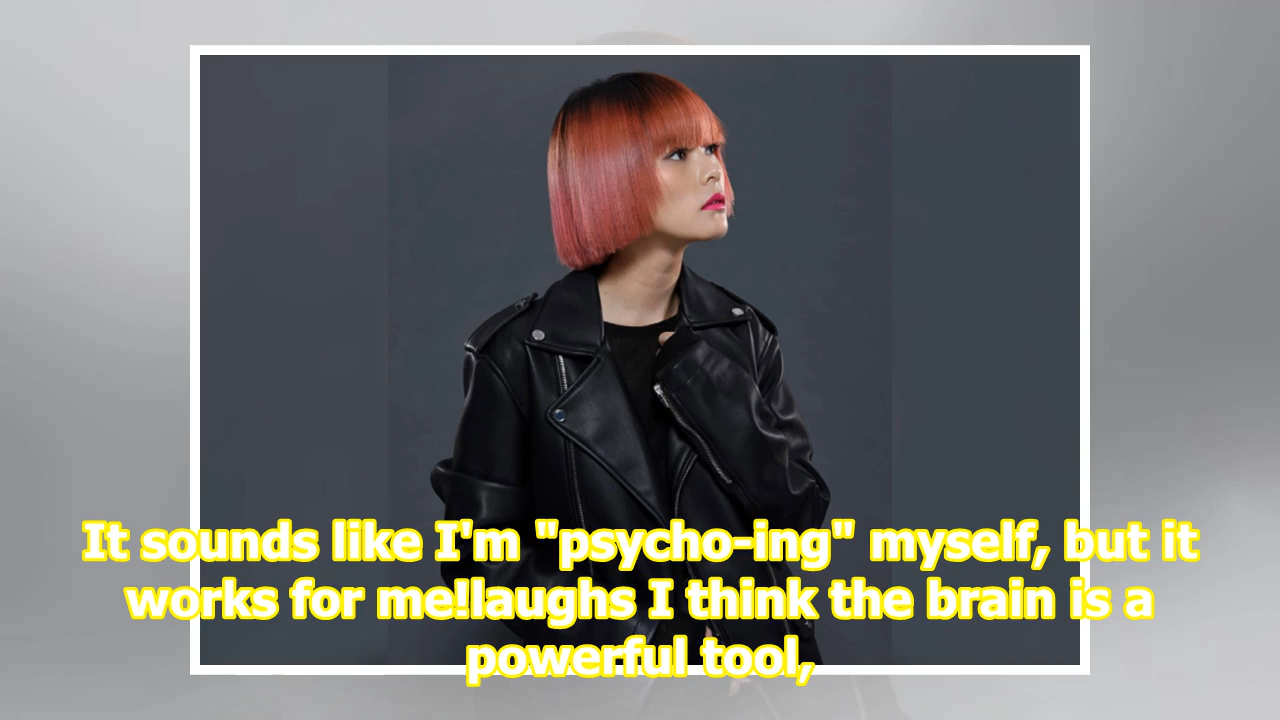 It sounds like I'm "psycho-ing" myself, but it
works for me!laughs I think the brain is a
powerful tool,